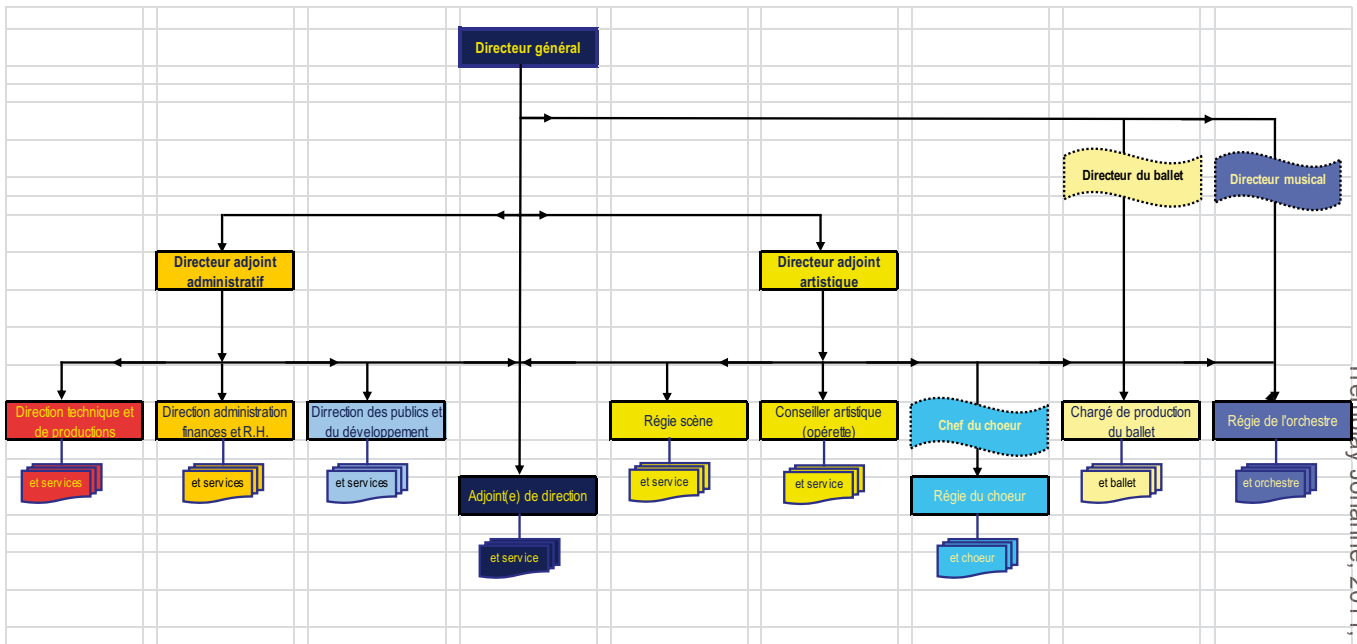 Directeur général
Directeur du ballet
Directeur musical
Directeur adjoint
administratif
Directeur adjoint
artistique
Direction technique et
de productions
Direction administration
finances et R.H.
Dirrection des publics et
du développement
Régie scène
Conseiller artistique
(opérette)
Chef du choeur
Chargé de production
du ballet
Régie de l'orchestre
et services
et services
et services
et service
et service
et ballet
et orchestre
Adjoint(e) de direction
Régie du choeur
et service
et choeur
Johanne, 2011,